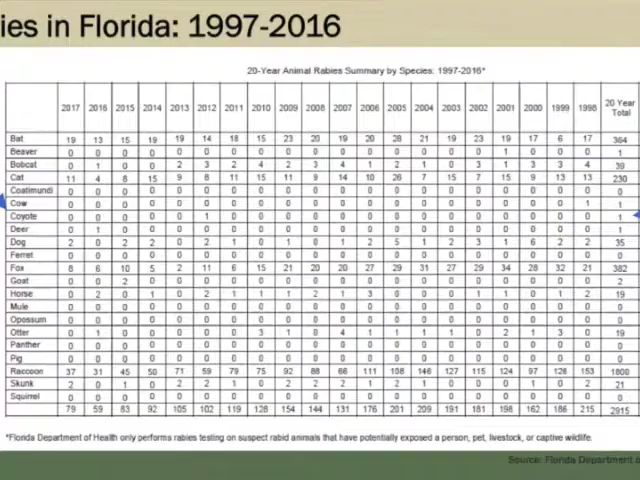 ies in Florida: 1997-2016
20-Year Animal Rabies Summary by Species: 1997-2016*
2017 2016 2015 2014 2013 2012 2011 2010 2009 2008 2007 2006 2005 2004 2003 2002 2001 2000 1999 1998 20 Year Total
Bat 19 13 15 19 19 14 18 15 23 20 19 20 28 21 19 23 19 17 6 17 364
Beaver 0 0 0 0 0 0 0 0 0 0 0 0 0 0 0 0 1 0 0 0 1
Bobcat 0 1 0 0 2 3 2 4 2 3 4 1 2 1 0 3 1 3 3 4 39
Cat 11 4 8 15 9 8 11 15 11 9 14 10 26 7 15 7 15 9 13 13 230
Coatimundi 0 0 0 0 0 0 0 0 0 0 0 0 0 0 0 0 0 0 0 0 0
Cow 0 0 0 0 0 0 0 0 0 0 0 0 0 0 0 0 0 0 0 1 1
Coyote 0 0 0 0 0 1 0 0 0 0 0 0 0 0 0 0 0 0 0 0 1
Deer 0 1 0 0 0 0 0 0 0 0 0 0 0 0 0 0 0 0 0 0 1
Dog 2 0 2 2 0 2 1 0 1 0 1 2 5 1 2 3 1 6 2 2 35
Ferret 0 0 0 0 0 0 0 0 0 0 0 0 0 0 0 0 0 0 0 0 0
Fox 8 6 10 5 2 11 6 15 21 20 20 27 29 31 27 29 34 28 32 21 382
Goat 0 0 2 0 0 0 0 0 0 0 0 0 0 0 0 0 0 0 0 0 2
Horse 0 2 0 1 0 2 1 1 1 2 1 3 0 0 0 1 1 0 1 2 19
Mule 0 0 0 0 0 0 0 0 0 0 0 0 0 0 0 0 0 0 0 0 0
Opossum 0 0 0 0 0 0 0 0 0 0 0 0 0 0 0 0 0 0 0 0 0
Otter 0 1 0 0 0 0 0 3 1 0 4 1 1 1 1 0 2 1 3 0 19
Panther 0 0 0 0 0 0 0 0 0 0 0 0 0 0 0 0 0 0 0 0 0
Pig 0 0 0 0 0 0 0 0 0 0 0 0 0 0 0 0 0 0 0 0 0
Raccoon 37 31 45 50 71 59 79 75 92 88 66 111 108 146 127 115 124 97 126 153 1800
Skunk 2 0 1 0 2 2 1 0 2 2 2 1 2 1 0 0 0 1 0 2 21
Squirrel 0 0 0 0 0 0 0 0 0 0 0 0 0 0 0 0 0 0 0 0
79 59 83 92 105 102 119 128 154 144 131 176 201 209 191 181 198 162 186 215 2915
*Florida Department of Health only performs rabies testing on suspect rabid animals that have potentially exposed a person, pet, livestock, or captive wildlife.
Source: Florida Department o